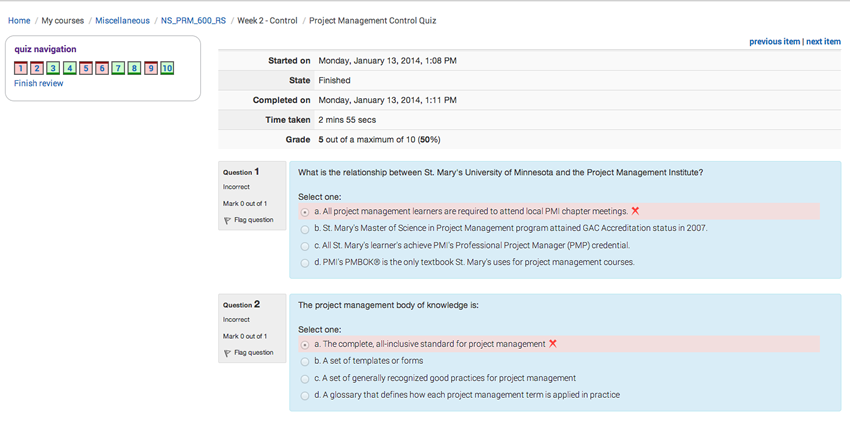 Home / My courses / Miscellaneous / NS_PRM_600_RS / Week 2 - Control / Project Management Control Quiz
quiz navigation
1 2 3 4 5 6 7 8 9 10
Finish review
previous item | next item
Started on Monday, January 13, 2014, 1:08 PM
State Finished
Completed on Monday, January 13, 2014, 1:11 PM
Time taken 2 mins 55 secs
Grade 5 out of a maximum of 10 (50%)
Question 1
Incorrect
Mark 0 out of 1
Flag question
What is the relationship between St. Mary's University of Minnesota and the Project Management Institute?
Select one:
a. All project management learners are required to attend local PMI chapter meetings.
b. St. Mary's Master of Science in Project Management program attained GAC Accreditation status in 2007.
c. All St. Mary's learner's achieve PMI's Professional Project Manager (PMP) credential.
d. PMI's PMBOK® is the only textbook St. Mary's uses for project management courses.
Question 2
Incorrect
Mark 0 out of 1
Flag question
The project management body of knowledge is:
Select one:
a. The complete, all-inclusive standard for project management
b. A set of templates or forms
c. A set of generally recognized good practices for project management
d. A glossary that defines how each project management term is applied in practice